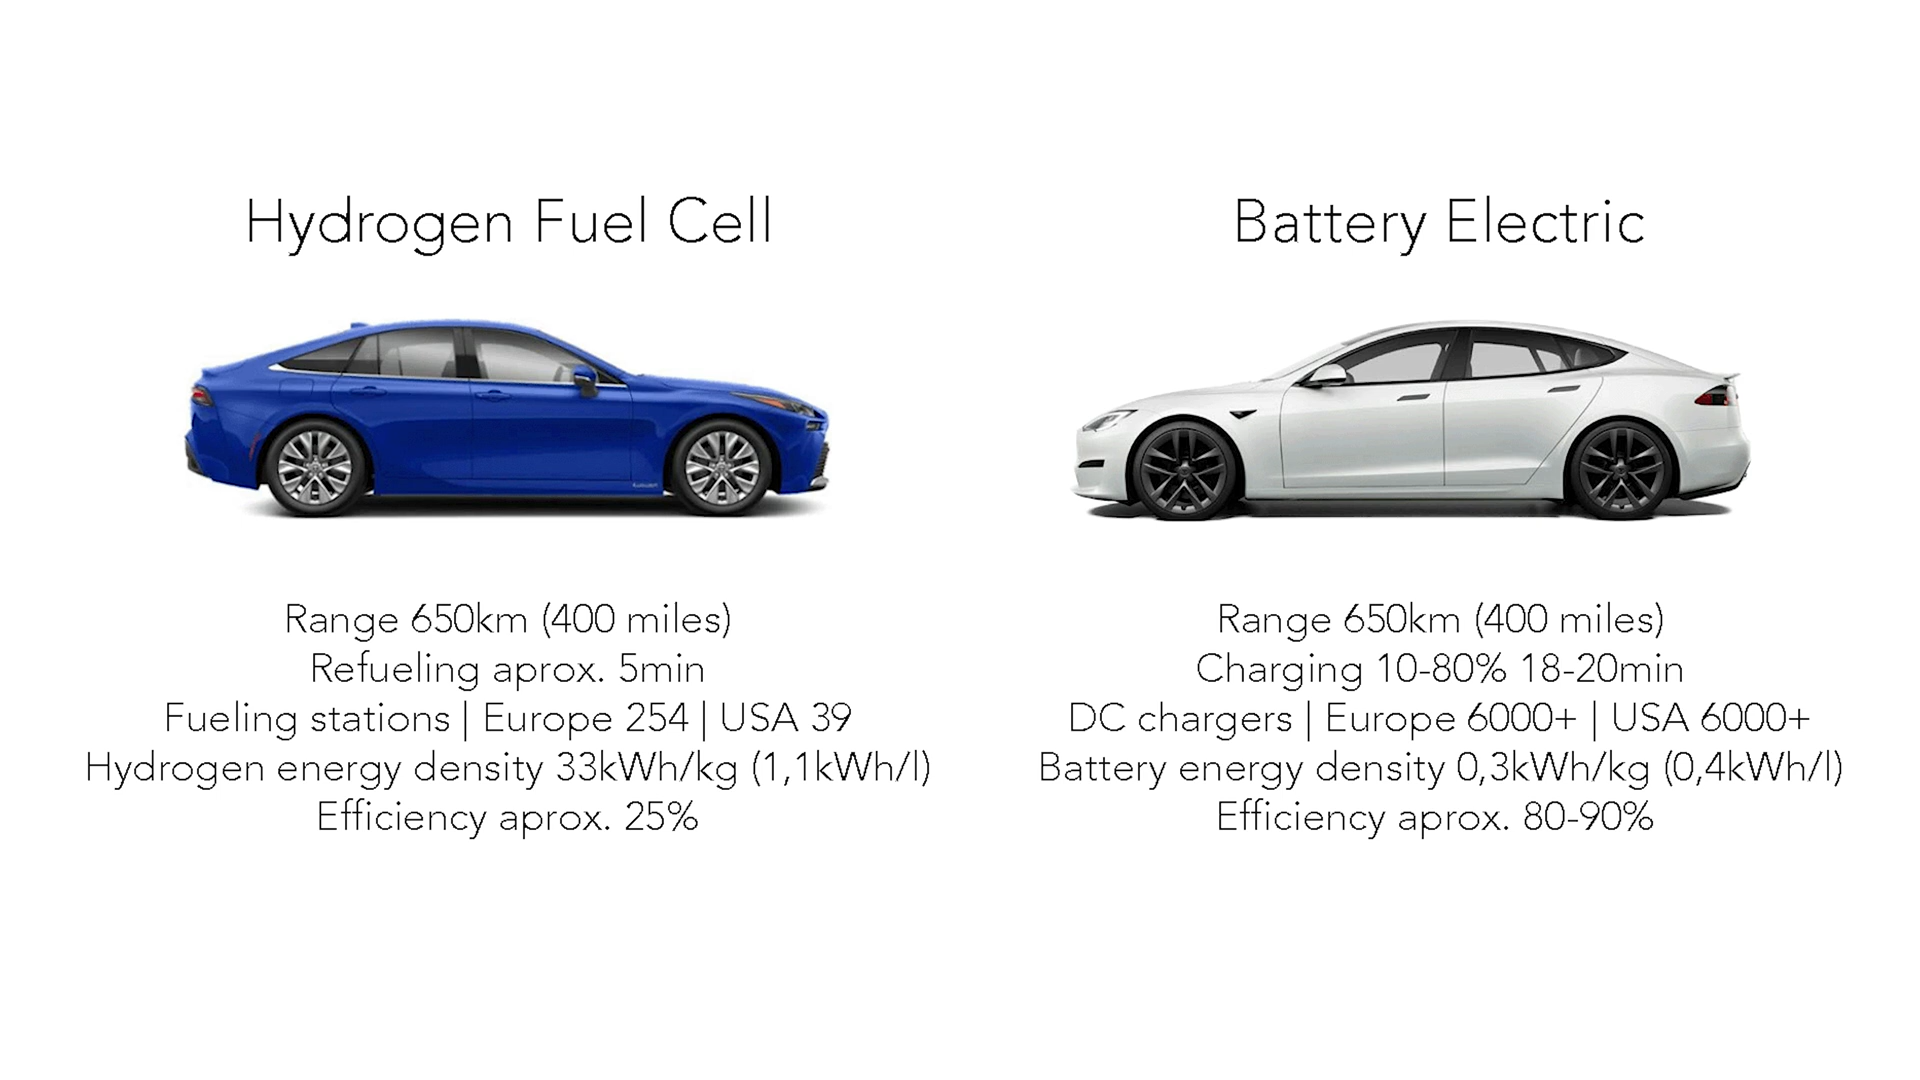 Hydrogen Fuel Cell
Range 650km (400 miles)
Refueling aprox. 5min
Fueling stations | Europe 254 | USA 39
Hydrogen energy density 33kWh/kg (1,1kWh/l)
Efficiency aprox. 25%
Battery Electric
Range 650km (400 miles)
Charging 10-80% 18-20min
DC chargers | Europe 6000+ | USA 6000+
Battery energy density 0,3kWh/kg (0,4kWh/l)
Efficiency aprox. 80-90%